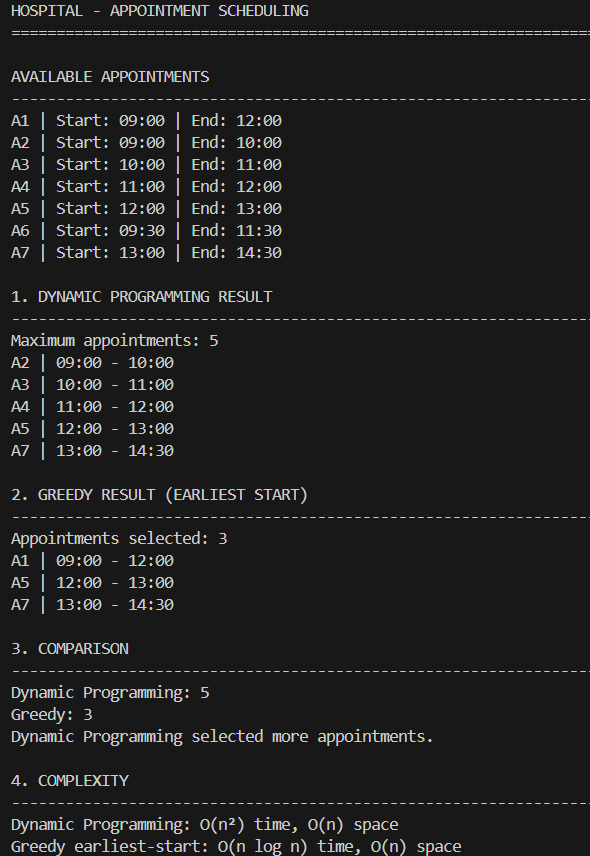 HOSPITAL - APPOINTMENT SCHEDULING
=================================================================
AVAILABLE APPOINTMENTS
-----------------------------------------------------------------
A1 | Start: 09:00 | End: 12:00
A2 | Start: 09:00 | End: 10:00
A3 | Start: 10:00 | End: 11:00
A4 | Start: 11:00 | End: 12:00
A5 | Start: 12:00 | End: 13:00
A6 | Start: 09:30 | End: 11:30
A7 | Start: 13:00 | End: 14:30
1. DYNAMIC PROGRAMMING RESULT
-----------------------------------------------------------------
Maximum appointments: 5
A2 | 09:00 - 10:00
A3 | 10:00 - 11:00
A4 | 11:00 - 12:00
A5 | 12:00 - 13:00
A7 | 13:00 - 14:30
2. GREEDY RESULT (EARLIEST START)
-----------------------------------------------------------------
Appointments selected: 3
A1 | 09:00 - 12:00
A5 | 12:00 - 13:00
A7 | 13:00 - 14:30
3. COMPARISON
-----------------------------------------------------------------
Dynamic Programming: 5
Greedy: 3
Dynamic Programming selected more appointments.
4. COMPLEXITY
-----------------------------------------------------------------
Dynamic Programming: O(n²) time, O(n) space
Greedy earliest-start: O(n log n) time, O(n) space